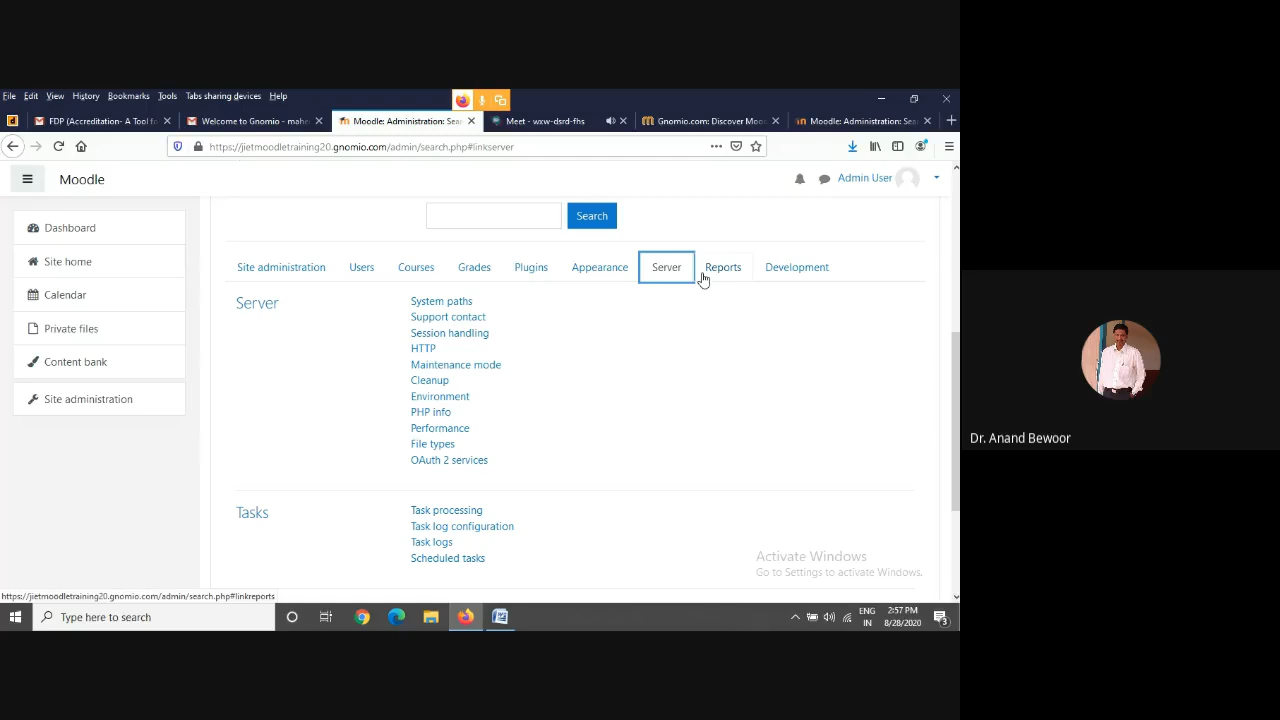 File Edit View History Bookmarks Tools Tabs sharing devices Help
FDP (Accreditation- A Tool fo
Welcome to Gnomio - mahe
Moodle: Administration: Sea
Meet - wxw-dsrd-fhs
Gnomio.com: Discover Moo
Moodle: Administration: Sea
https://jietmoodletraining20.gnomio.com/admin/search.php#linkserver
Moodle
Admin User
Dashboard
Site home
Calendar
Private files
Content bank
Site administration
Search
Site administration Users Courses Grades Plugins Appearance Server Reports Development
Server
System paths
Support contact
Session handling
HTTP
Maintenance mode
Cleanup
Environment
PHP info
Performance
File types
OAuth 2 services
Tasks
Task processing
Task log configuration
Task logs
Scheduled tasks
Activate Windows
Go to Settings to activate Windows.
https://jietmoodletraining20.gnomio.com/admin/search.php#linkreports
Type here to search
ENG
IN
2:57 PM
8/28/2020
3
Dr. Anand Bewoor